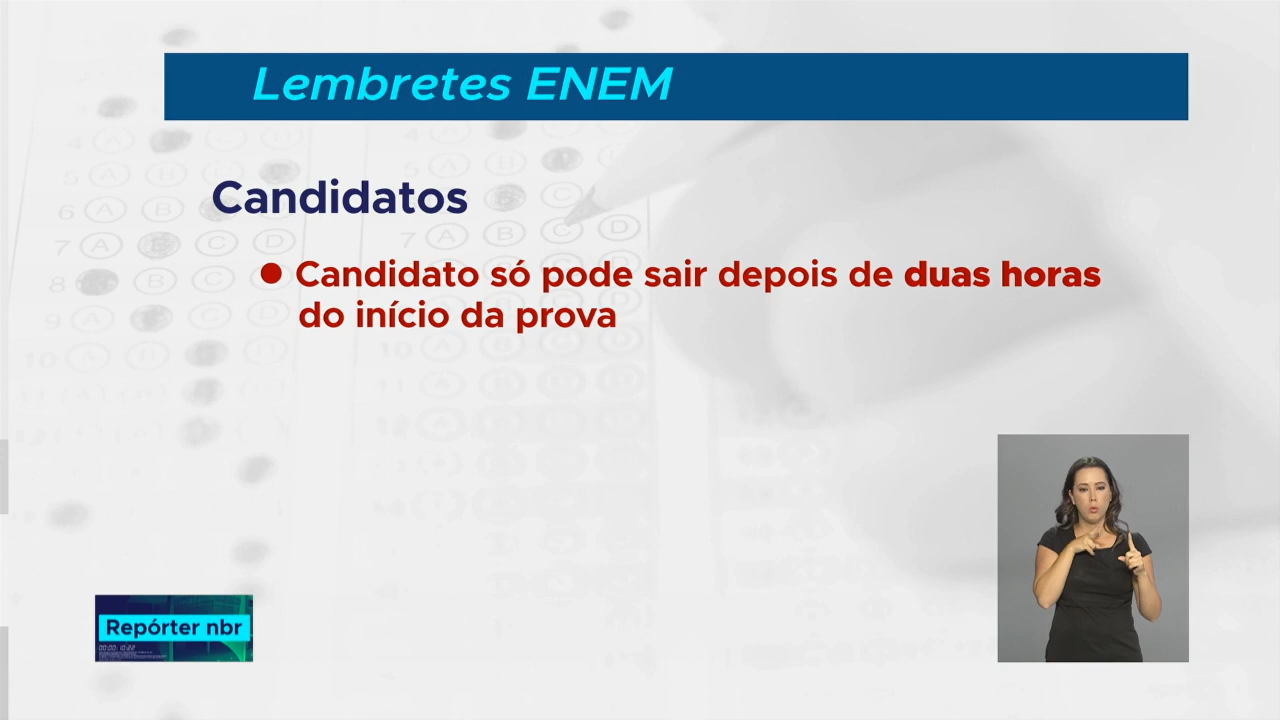 Lembretes ENEM
Candidatos
● Candidato só pode sair depois de duas horas
do início da prova
Repórter nbr